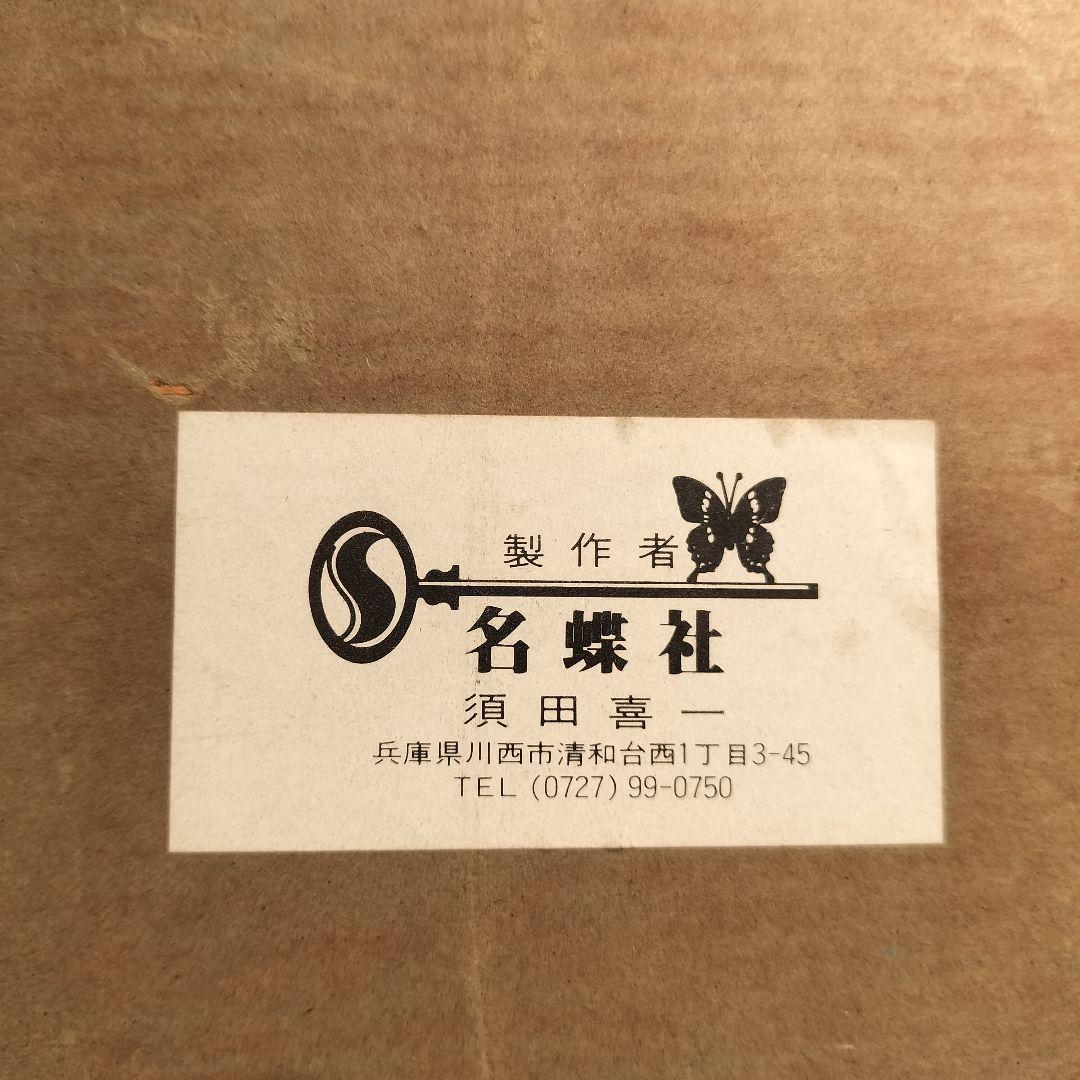 製作者
名蝶社
須田喜一
兵庫県川西市清和台西1丁目3-45
TEL (0727) 99-0750